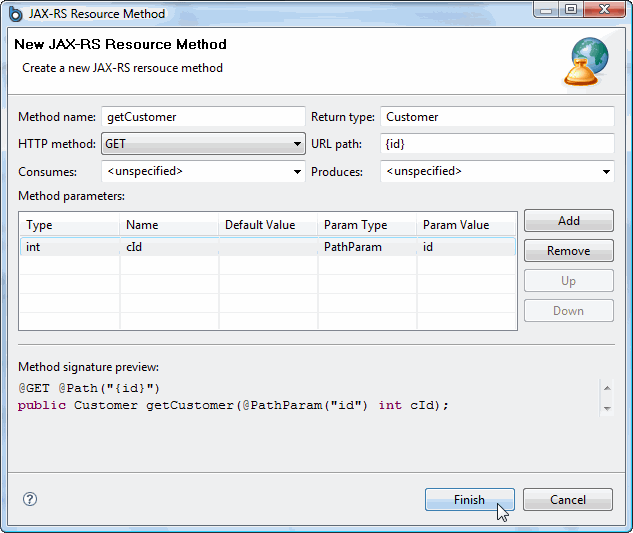 JAX-RS Resource Method
New JAX-RS Resource Method
Create a new JAX-RS rersouce method
Method name: getCustomer Return type: Customer
HTTP method: GET URL path: {id}
Consumes: <unspecified> Produces: <unspecified>
Method parameters:
Type Name Default Value Param Type Param Value
int cId PathParam id
Add
Remove
Up
Down
Method signature preview:
@GET @Path("{id}")
public Customer getCustomer(@PathParam("id") int cId);
? Finish Cancel